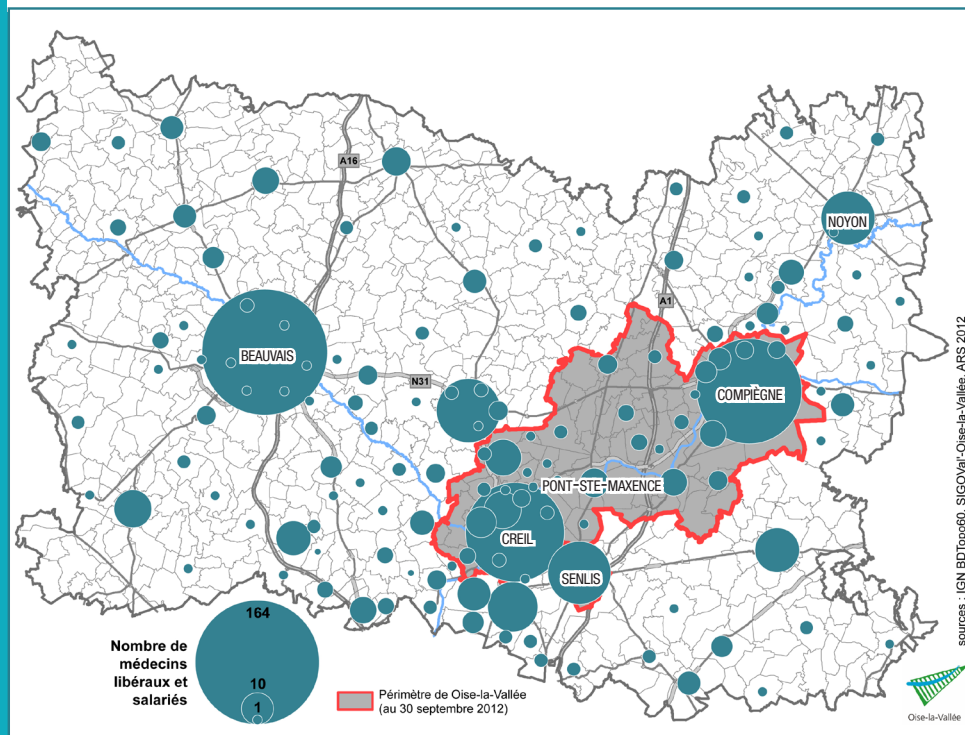 A16
NOYON
A1
BEAUVAIS
N31
COMPIÈGNE
PONT-STE-MAXENCE
CREIL
SENLIS
164
10
1
Nombre de
médecins
libéraux et
salariés
Périmètre de Oise-la-Vallée
(au 30 septembre 2012)
sources : IGN BDTopo60, SIGOVal'-Oise-la-Vallée, ARS 2012
Oise-la-Vallée